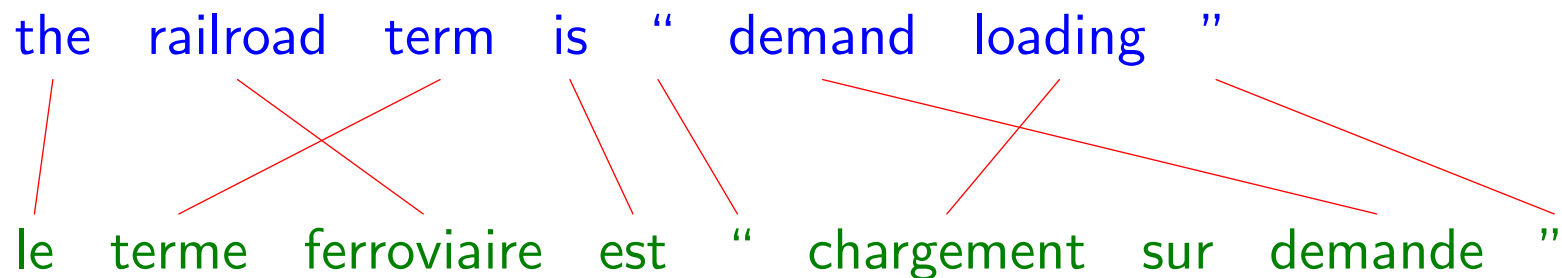 the railroad term is “ demand loading ”
le terme ferroviaire est “ chargement sur demande ”